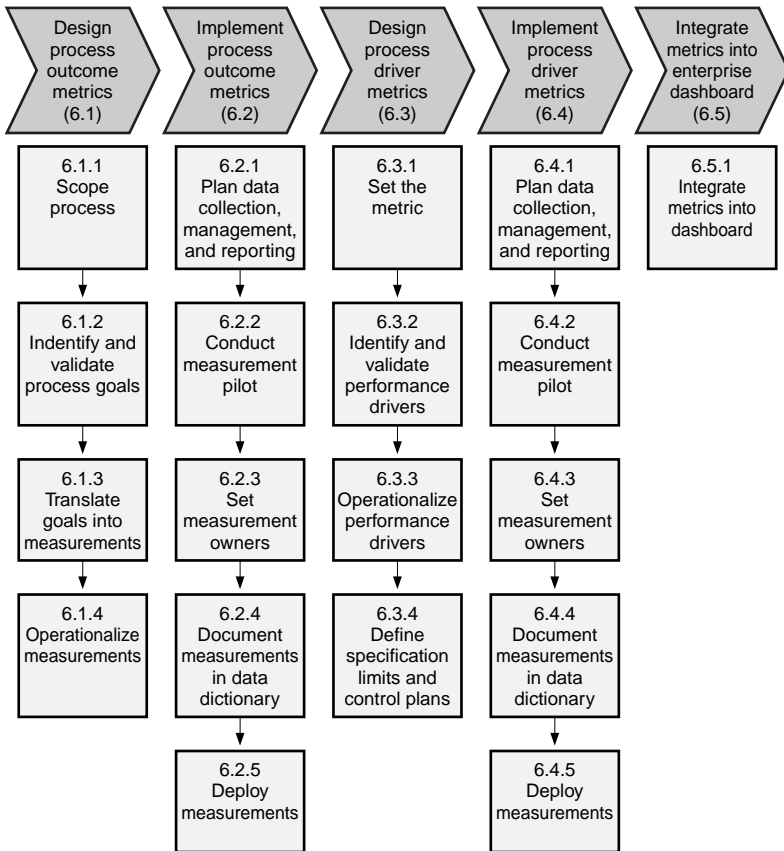 Design
process
outcome
metrics
(6.1)
Implement
process
outcome
metrics
(6.2)
Design
process
driver
metrics
(6.3)
Implement
process
driver
metrics
(6.4)
Integrate
metrics into
enterprise
dashboard
(6.5)
6.1.1
Scope
process
6.1.2
Indentify and
validate
process goals
6.1.3
Translate
goals into
measurements
6.1.4
Operationalize
measurements
6.2.1
Plan data
collection,
management,
and reporting
6.2.2
Conduct
measurement
pilot
6.2.3
Set
measurement
owners
6.2.4
Document
measurements
in data
dictionary
6.2.5
Deploy
measurements
6.3.1
Set the
metric
6.3.2
Identify and
validate
performance
drivers
6.3.3
Operationalize
performance
drivers
6.3.4
Define
specification
limits and
control plans
6.4.1
Plan data
collection,
management,
and reporting
6.4.2
Conduct
measurement
pilot
6.4.3
Set
measurement
owners
6.4.4
Document
measurements
in data
dictionary
6.4.5
Deploy
measurements
6.5.1
Integrate
metrics into
dashboard